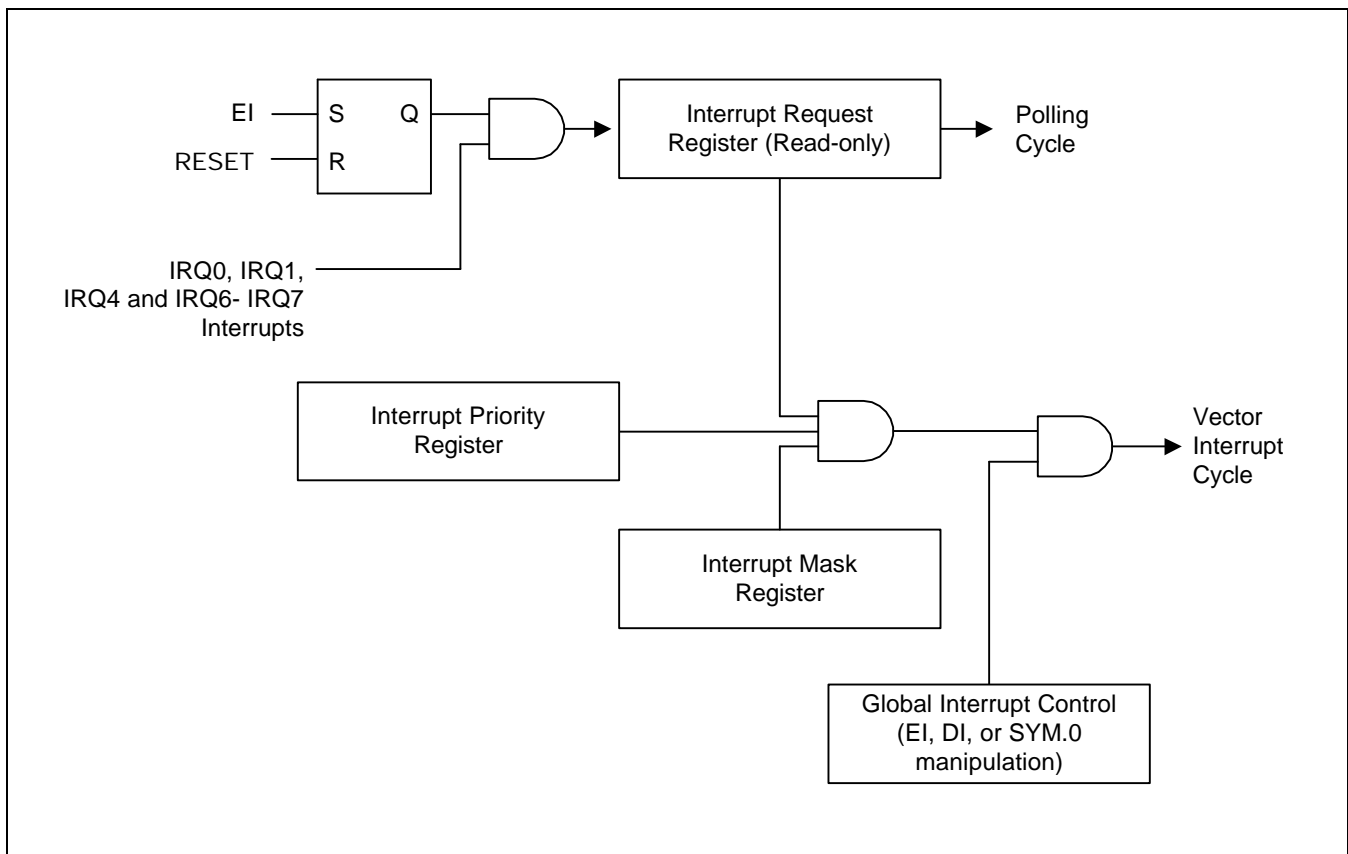 EI
S
Q
RESET
R
Interrupt Request
Register (Read-only)
Polling
Cycle
IRQ0, IRQ1,
IRQ4 and IRQ6- IRQ7
Interrupts
Interrupt Priority
Register
Vector
Interrupt
Cycle
Interrupt Mask
Register
Global Interrupt Control
(EI, DI, or SYM.0
manipulation)